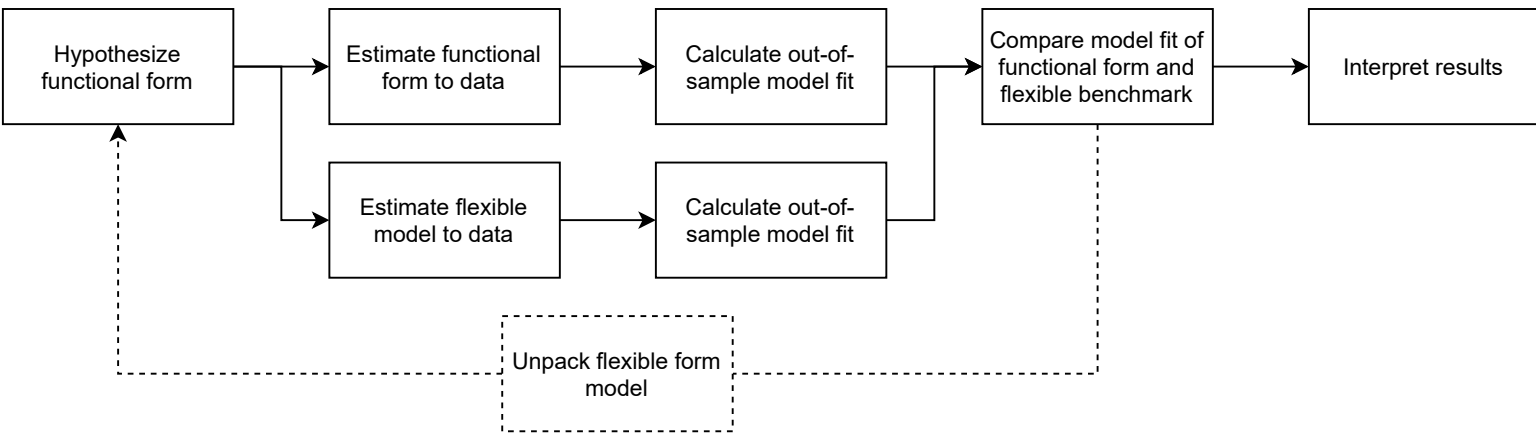 Hypothesize
functional form
Estimate functional
form to data
Calculate out-of-
sample model fit
Compare model fit of
functional form and
flexible benchmark
Interpret results
Estimate flexible
model to data
Calculate out-of-
sample model fit
Unpack flexible form
model